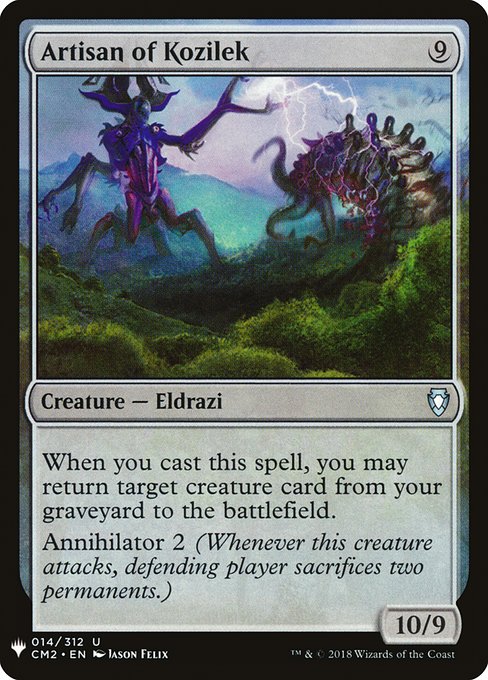 Artisan of Kozilek 9
Creature — Eldrazi
When you cast this spell, you may
return target creature card from your
graveyard to the battlefield.
Annihilator 2 (Whenever this creature
attacks, defending player sacrifices two
permanents.)
10/9
014/312 U
CM2 • EN Jason Felix
™ & © 2018 Wizards of the Coast